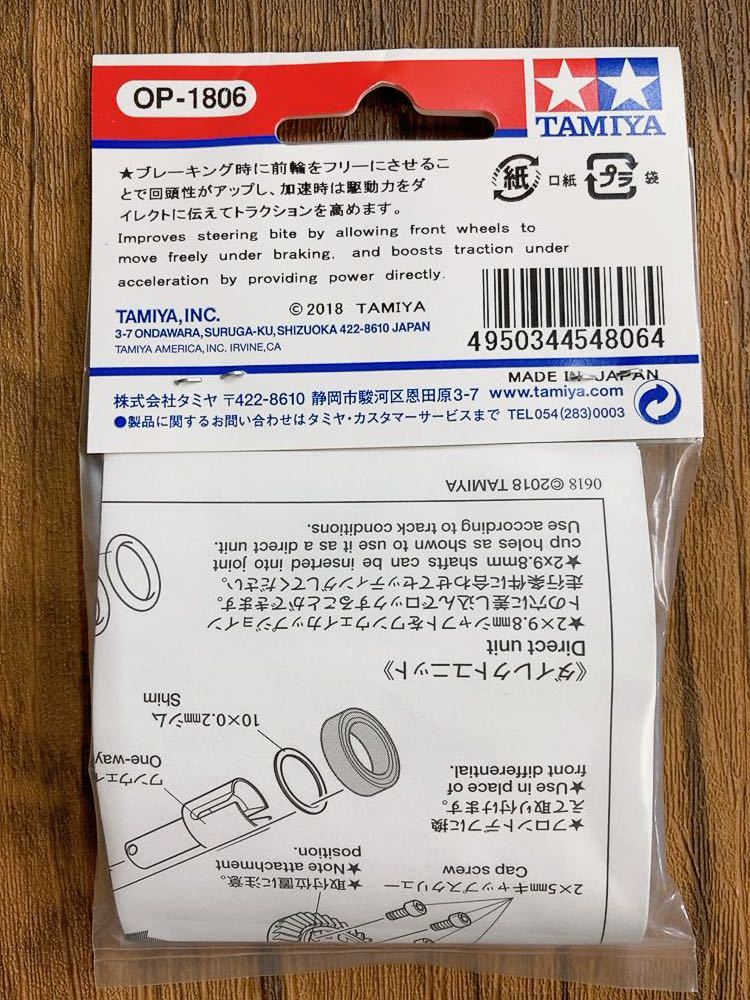 OP-1806
TAMIYA
★ブレーキング時に前輪をフリーにさせるこ
とで回頭性がアップし、加速時は駆動力をダ
イレクトに伝えてトラクションを高めます。
紙 口紙 プラ 袋
Improves steering bite by allowing front wheels to
move freely under braking, and boosts traction under
acceleration by providing power directly.
TAMIYA, INC.
©2018 TAMIYA
3-7 ONDAWARA, SURUGA-KU, SHIZUOKA 422-8610 JAPAN
TAMIYA AMERICA, INC. IRVINE, CA
4950344548064
MADE IN JAPAN
株式会社タミヤ 〒422-8610 静岡市駿河区恩田原3-7 www.tamiya.com
●製品に関するお問い合わせはタミヤ・カスタマーサービスまで TEL054(283)0003
2×5mmキャップスクリュー
Cap screw
★取付位置に注意。
★Note attachment
position.
★フロントデフに換
えて取り付けます。
★Use in place of
front differential.
ワンウェイ
One-way
10×0.2mmシム
Shim
《ダイレクトユニット》
Direct unit
★2×9.8mmシャフトをワンウェイカップジョイン
トの穴に差し込んでロックすることができます。
走行条件に合わせてセッティングしてください。
★2x9.8mm shafts can be inserted into joint
cup holes as shown to use it as a direct unit.
Use according to track conditions.
0618 ©2018 TAMIYA